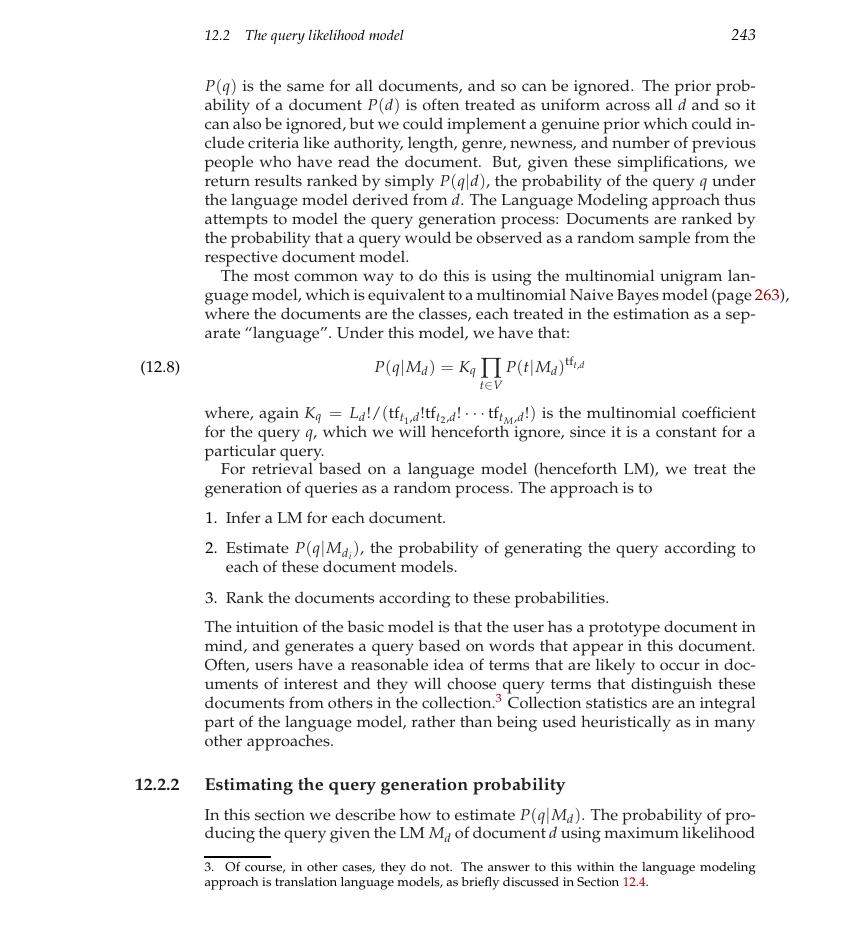 12.2 The query likelihood model 243
P(q) is the same for all documents, and so can be ignored. The prior prob-
ability of a document P(d) is often treated as uniform across all d and so it
can also be ignored, but we could implement a genuine prior which could in-
clude criteria like authority, length, genre, newness, and number of previous
people who have read the document. But, given these simplifications, we
return results ranked by simply P(q|d), the probability of the query q under
the language model derived from d. The Language Modeling approach thus
attempts to model the query generation process: Documents are ranked by
the probability that a query would be observed as a random sample from the
respective document model.
The most common way to do this is using the multinomial unigram lan-
guage model, which is equivalent to a multinomial Naive Bayes model (page 263),
where the documents are the classes, each treated in the estimation as a sep-
arate “language”. Under this model, we have that:
(12.8) P(q|M_d) = K_q ∏_{t∈V} P(t|M_d)^{tf_{t,d}}
where, again K_q = L_d!/(tf_{t_1,d}!tf_{t_2,d}! ··· tf_{t_M,d}!) is the multinomial coefficient
for the query q, which we will henceforth ignore, since it is a constant for a
particular query.
For retrieval based on a language model (henceforth LM), we treat the
generation of queries as a random process. The approach is to
1. Infer a LM for each document.
2. Estimate P(q|M_{d_i}), the probability of generating the query according to
each of these document models.
3. Rank the documents according to these probabilities.
The intuition of the basic model is that the user has a prototype document in
mind, and generates a query based on words that appear in this document.
Often, users have a reasonable idea of terms that are likely to occur in doc-
uments of interest and they will choose query terms that distinguish these
documents from others in the collection.³ Collection statistics are an integral
part of the language model, rather than being used heuristically as in many
other approaches.
12.2.2 Estimating the query generation probability
In this section we describe how to estimate P(q|M_d). The probability of pro-
ducing the query given the LM M_d of document d using maximum likelihood
3. Of course, in other cases, they do not. The answer to this within the language modeling
approach is translation language models, as briefly discussed in Section 12.4.